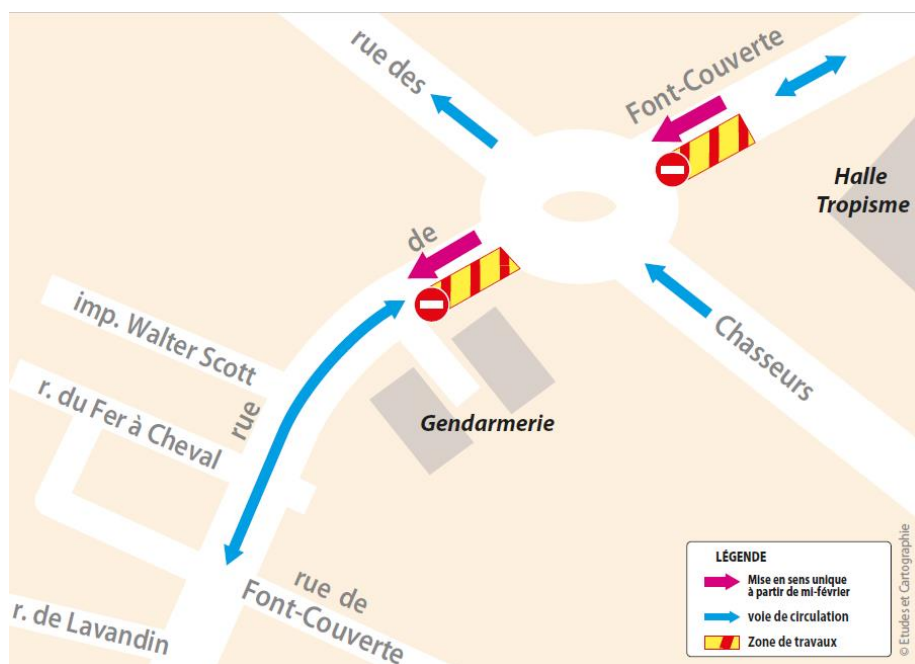 rue des
Font-Couverte
Halle
Tropisme
de
imp. Walter Scott
Chasseurs
r. du Fer à Cheval
rue
Gendarmerie
rue de
Font-Couverte
r. de Lavandin
LÉGENDE
Mise en sens unique
à partir de mi-février
voie de circulation
Zone de travaux
© Etudes et Cartographie